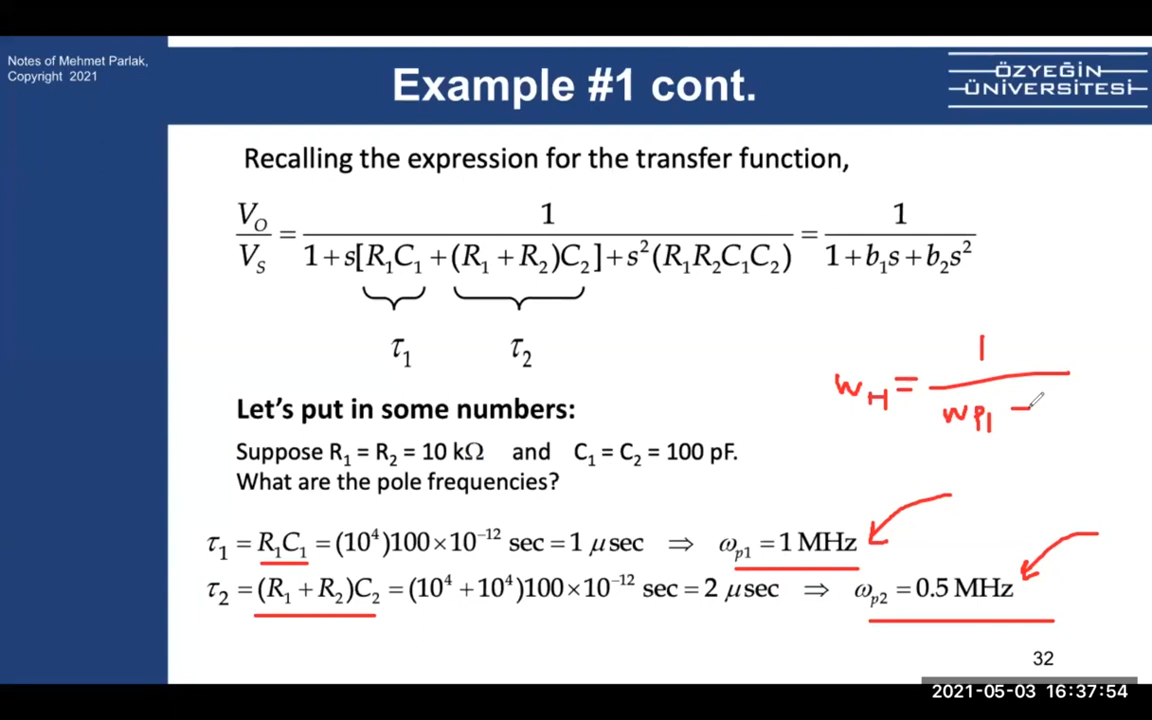 Notes of Mehmet Parlak,
Copyright 2021
ÖZYEĞİN
ÜNİVERSİTESİ
Example #1 cont.
Recalling the expression for the transfer function,
V_O/V_S = 1/(1+s[R₁C₁+(R₁+R₂)C₂]+s²(R₁R₂C₁C₂)) = 1/(1+b₁s+b₂s²)
τ₁ τ₂
w_H = 1/(w_P1 –
Let's put in some numbers:
Suppose R₁ = R₂ = 10 kΩ and C₁ = C₂ = 100 pF.
What are the pole frequencies?
τ₁ = R₁C₁ = (10⁴)100×10⁻¹² sec = 1 μsec ⇒ ω_p1 = 1 MHz
τ₂ = (R₁ + R₂)C₂ = (10⁴ +10⁴)100×10⁻¹² sec = 2 μsec ⇒ ω_p2 = 0.5 MHz
32
2021-05-03 16:37:54